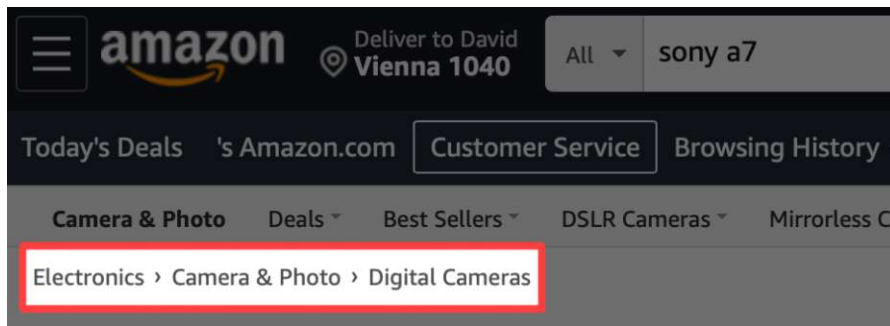 amazon
Deliver to David
Vienna 1040
All
sony a7
Today's Deals 's Amazon.com Customer Service Browsing History
Camera & Photo Deals Best Sellers DSLR Cameras Mirrorless C
Electronics › Camera & Photo › Digital Cameras